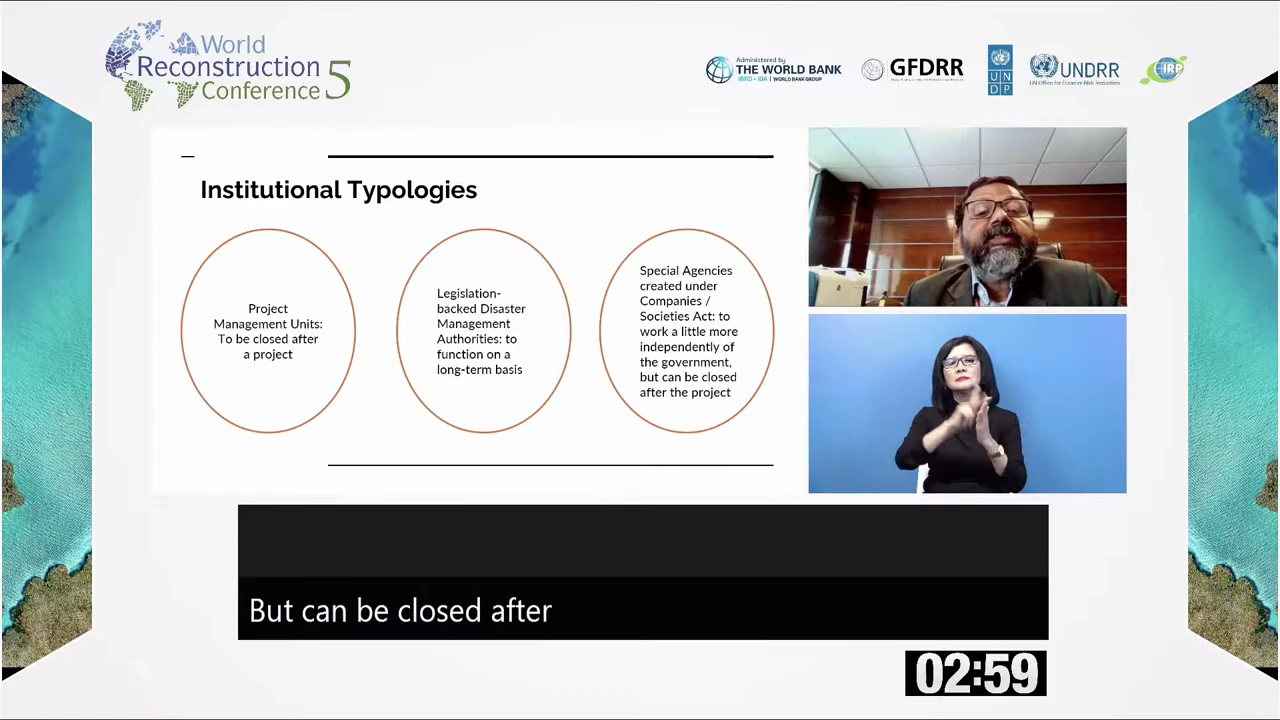 World
Reconstruction
Conference 5
Administered by
THE WORLD BANK
IBRD • IDA | WORLD BANK GROUP
GFDRR
U N
D P
UNDRR
UN Office for Disaster Risk Reduction
IRP
Institutional Typologies
Project
Management Units:
To be closed after
a project
Legislation-
backed Disaster
Management
Authorities: to
function on a
long-term basis
Special Agencies
created under
Companies /
Societies Act: to
work a little more
independently of
the government,
but can be closed
after the project
But can be closed after
02:59